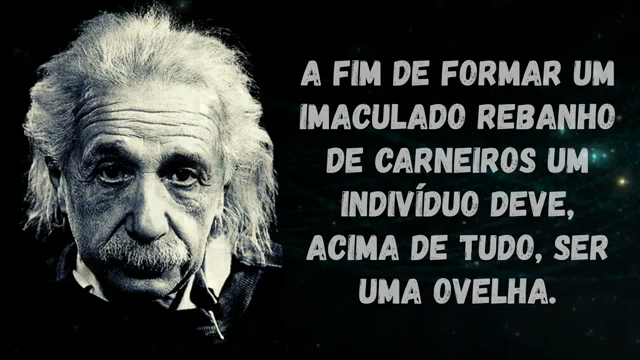 A FIM DE FORMAR UM
IMACULADO REBANHO
DE CARNEIROS UM
INDIVÍDUO DEVE,
ACIMA DE TUDO, SER
UMA OVELHA.